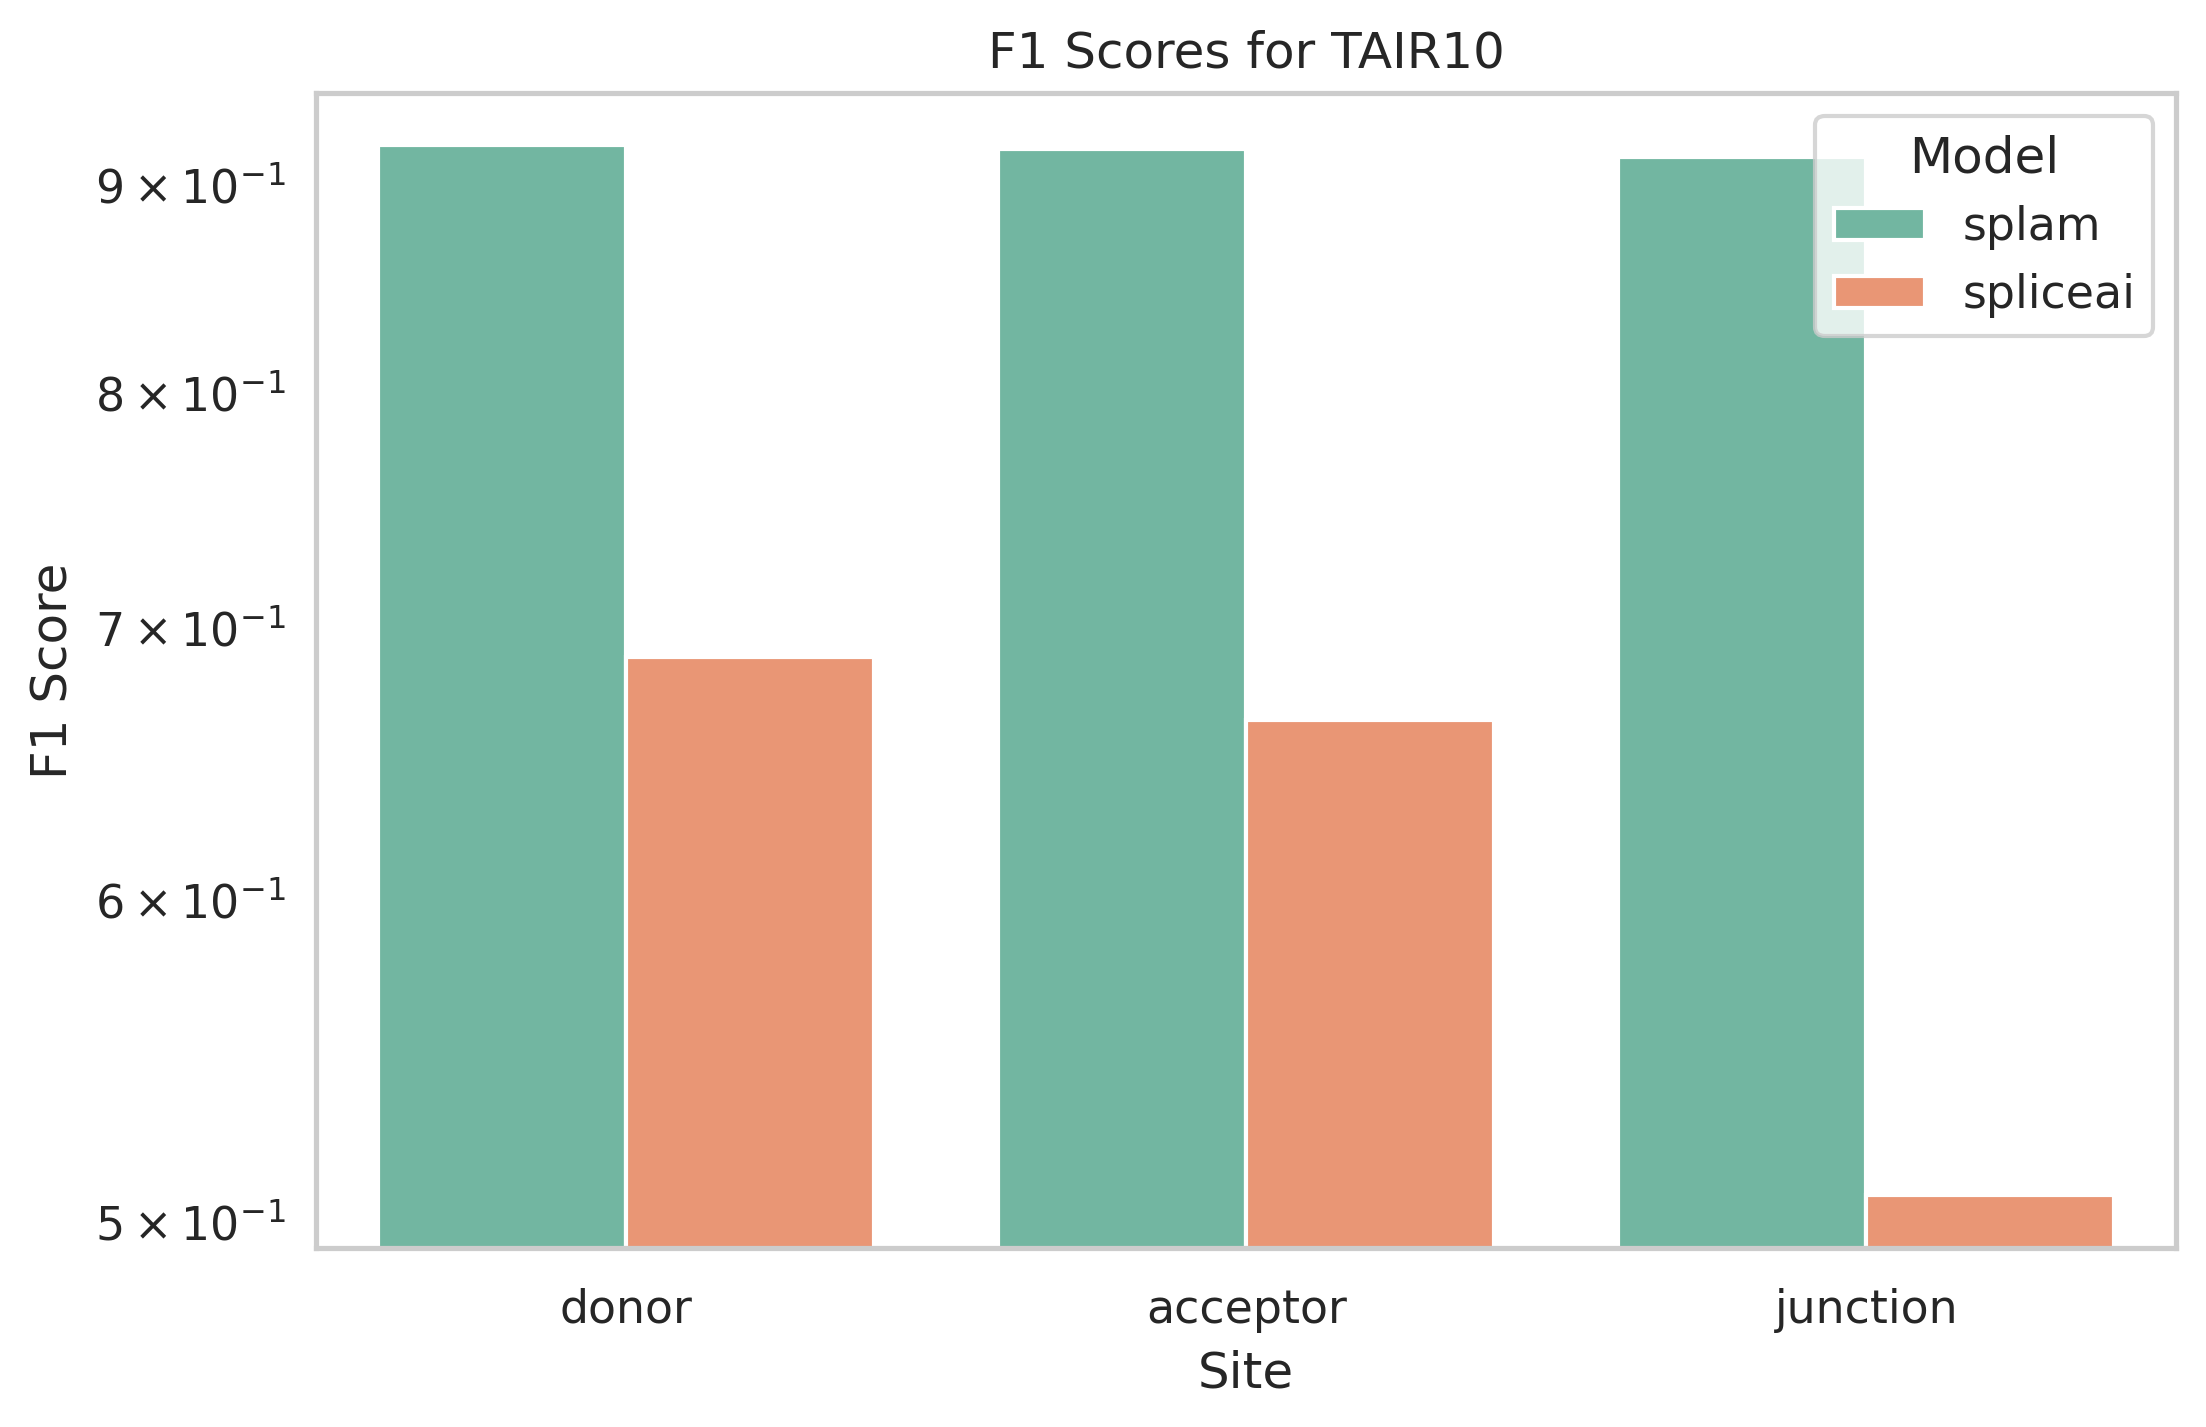 F1 Scores for TAIR10
Model
splam
spliceai
9 × 10⁻¹
8 × 10⁻¹
7 × 10⁻¹
6 × 10⁻¹
5 × 10⁻¹
F1 Score
donor
acceptor
junction
Site